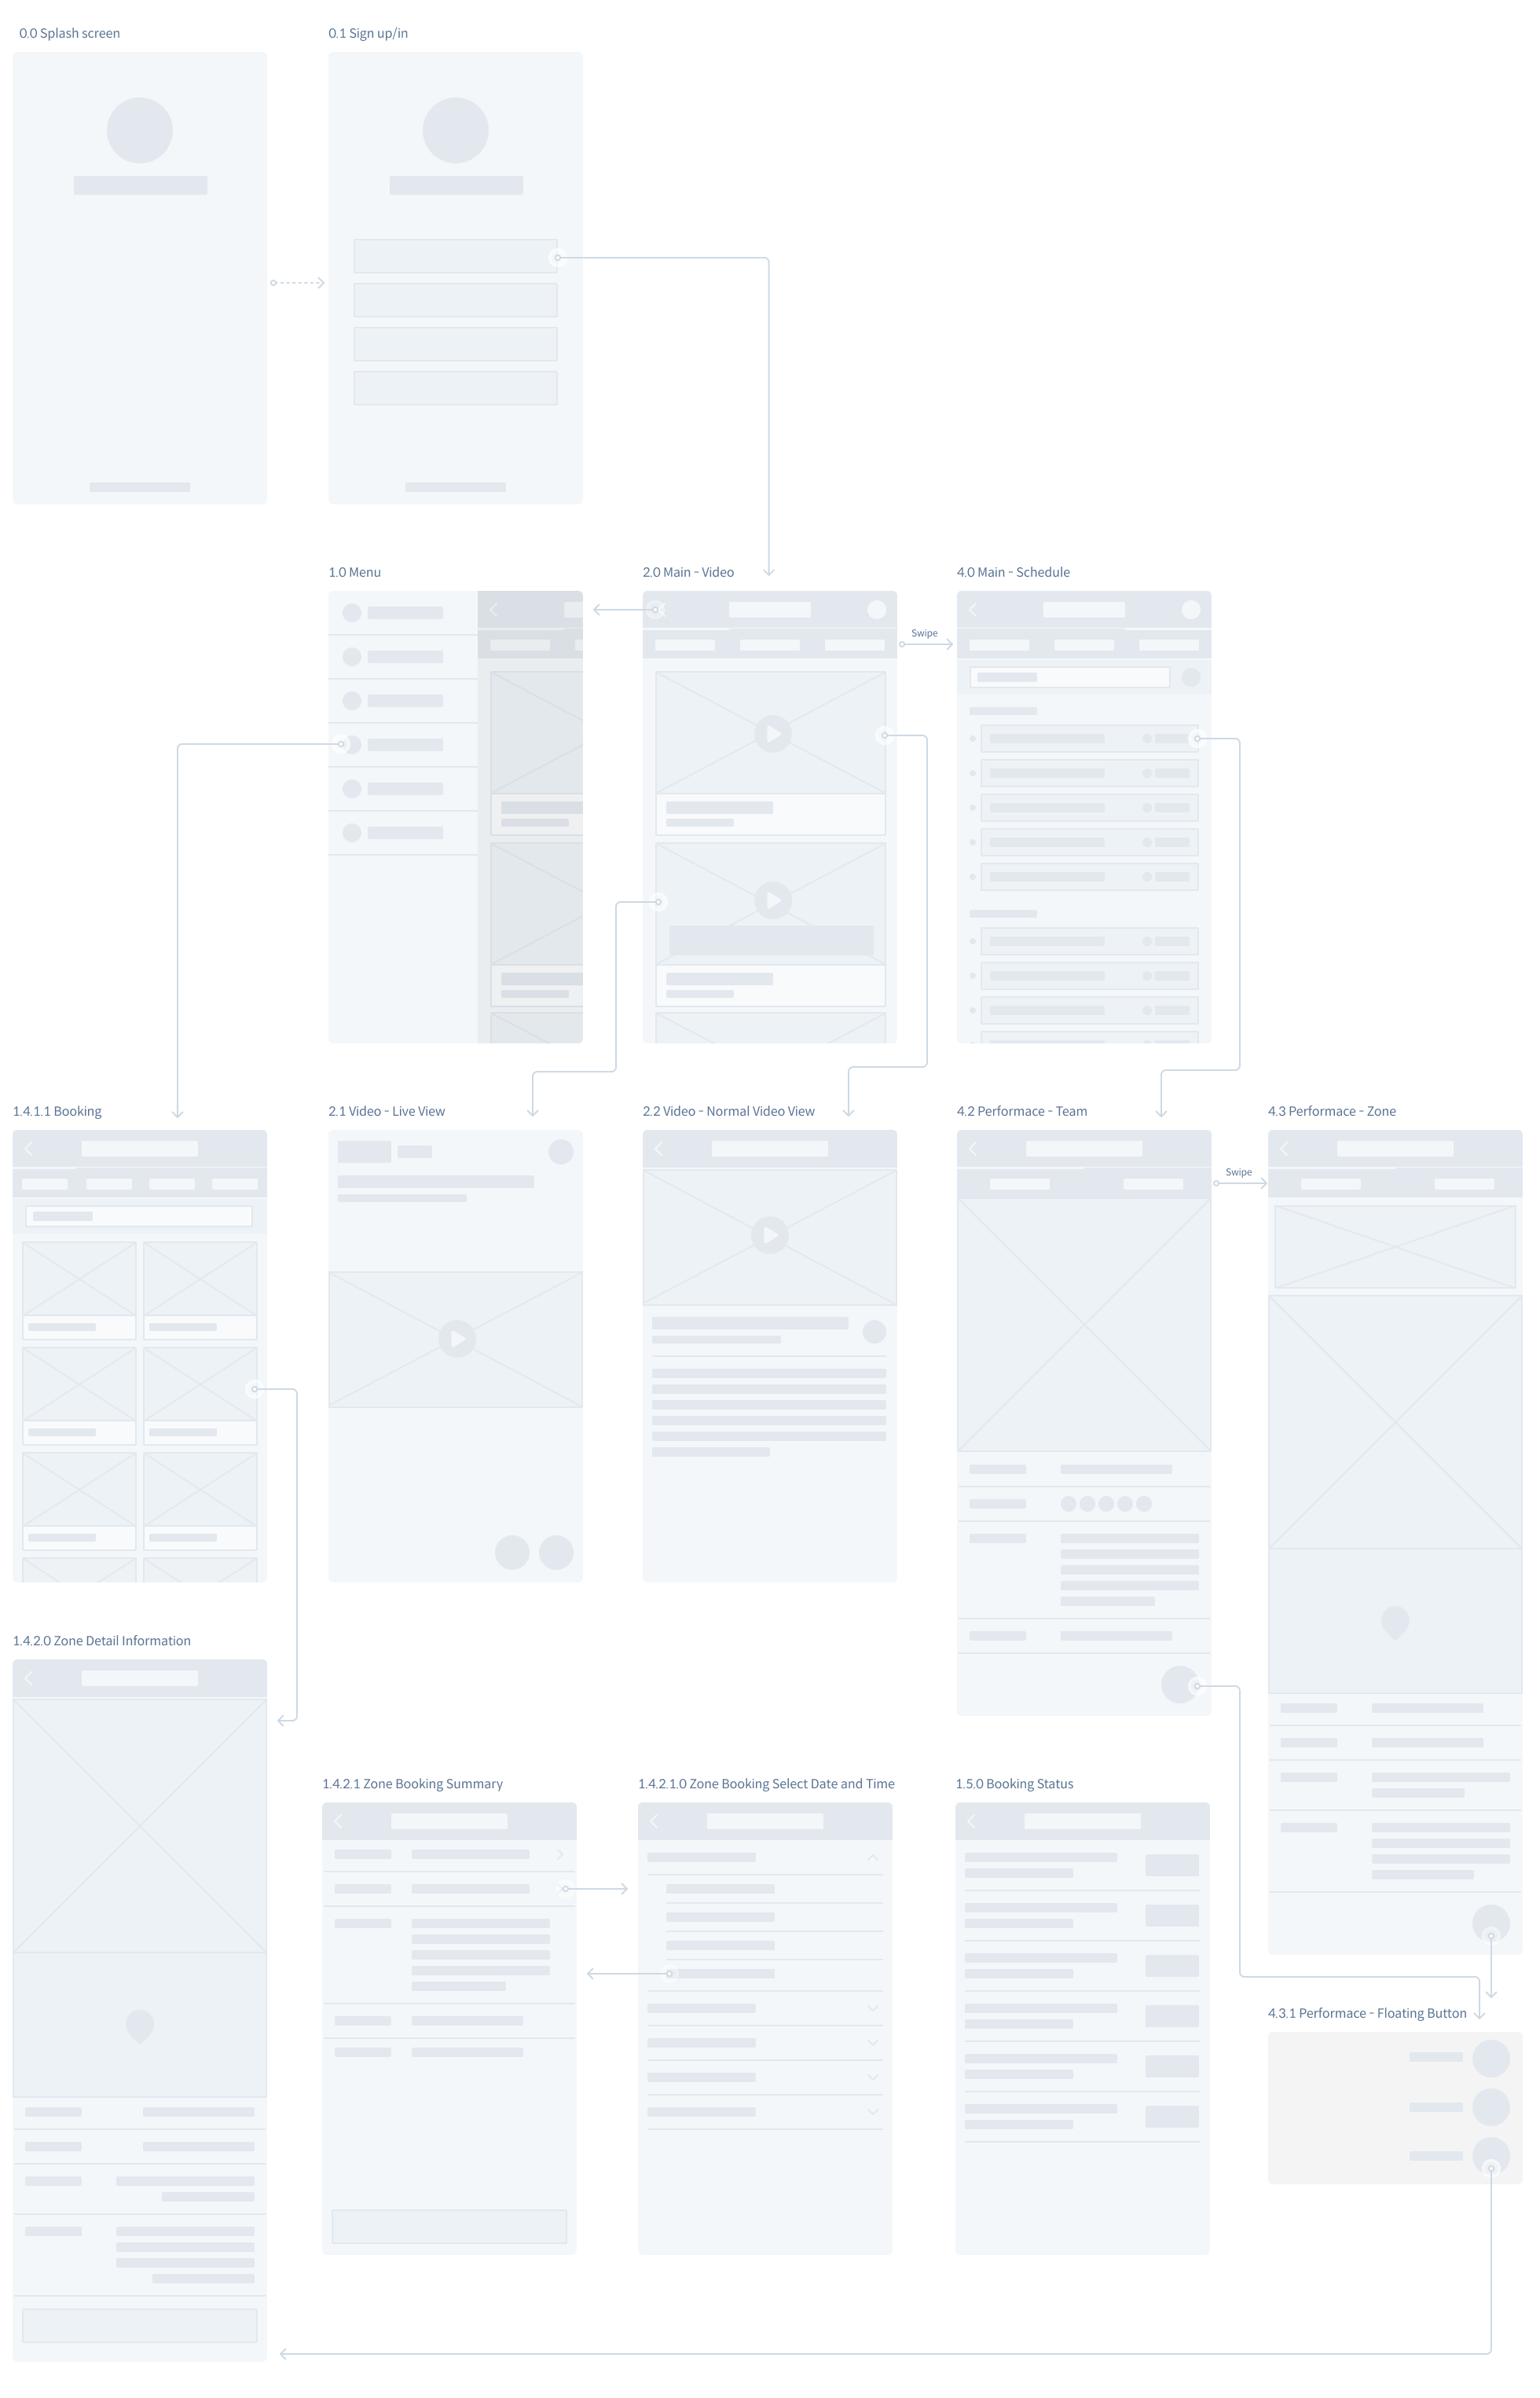 0.0 Splash screen
0.1 Sign up/in
1.0 Menu
2.0 Main - Video
4.0 Main - Schedule
Swipe
1.4.1.1 Booking
2.1 Video - Live View
2.2 Video - Normal Video View
4.2 Performace - Team
4.3 Performace - Zone
Swipe
1.4.2.0 Zone Detail Information
1.4.2.1 Zone Booking Summary
1.4.2.1.0 Zone Booking Select Date and Time
1.5.0 Booking Status
4.3.1 Performace - Floating Button